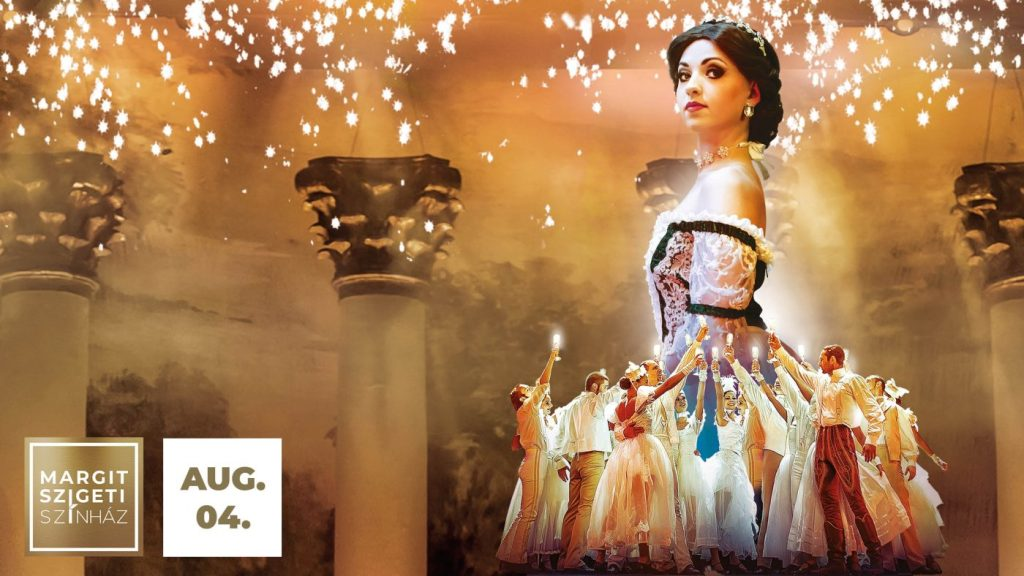 MARGIT
SZIGETI
SZÍNHÁZ
AUG.
04.